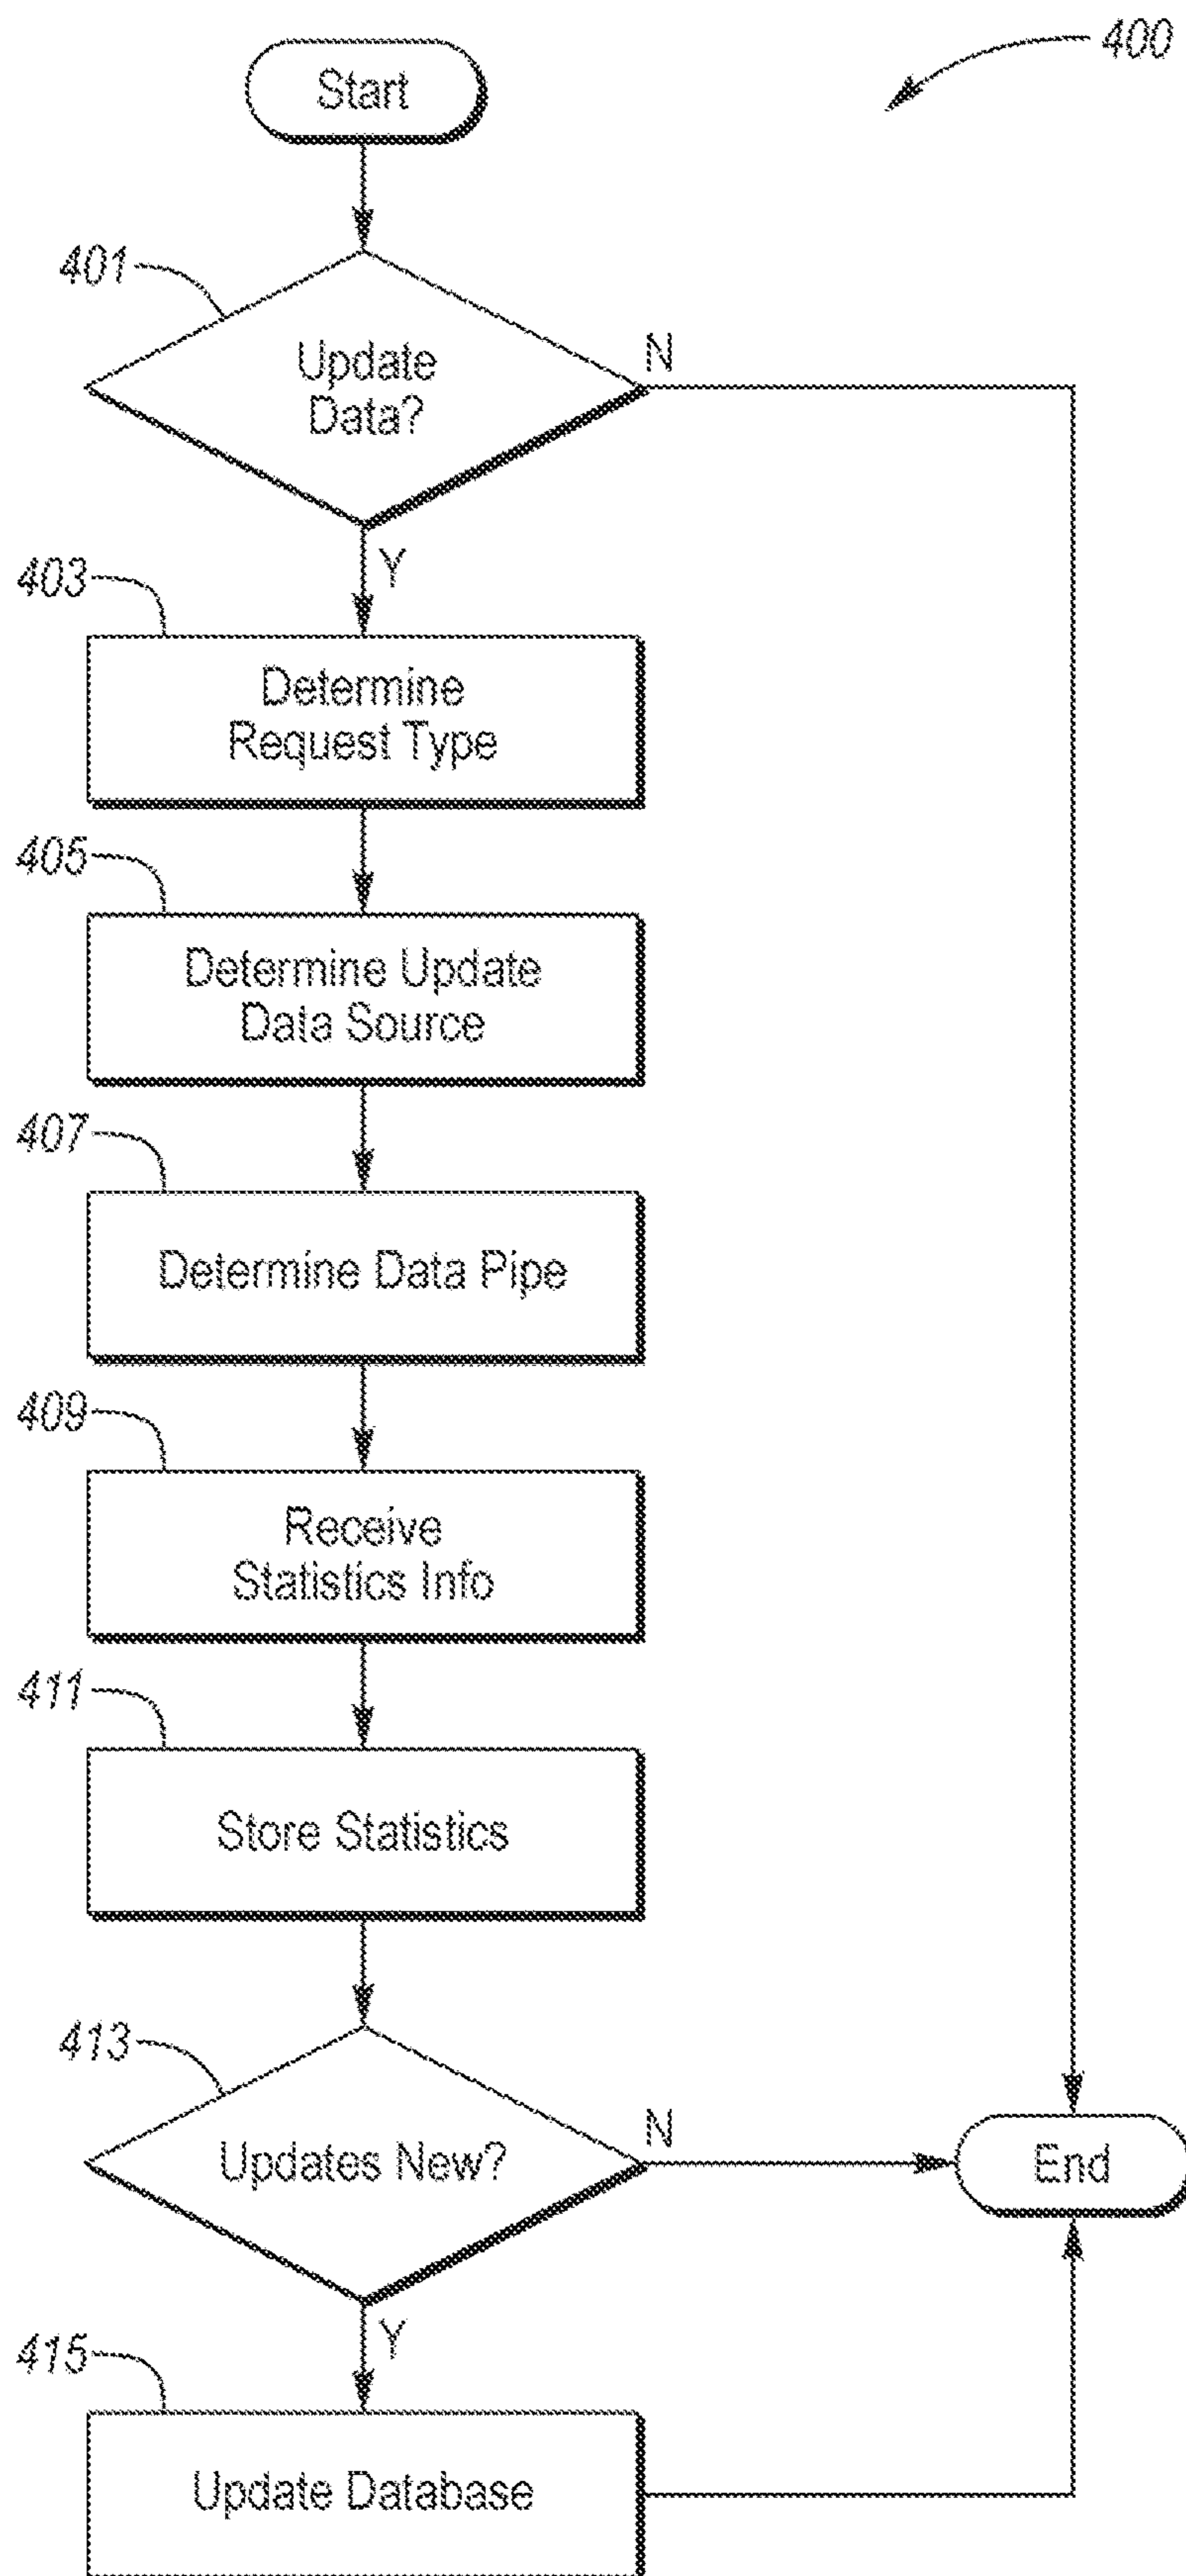 400
Start
401
Update
Data?
N
Y
403
Determine
Request Type
405
Determine Update
Data Source
407
Determine Data Pipe
409
Receive
Statistics Info
411
Store Statistics
413
Updates New?
N
End
Y
415
Update Database